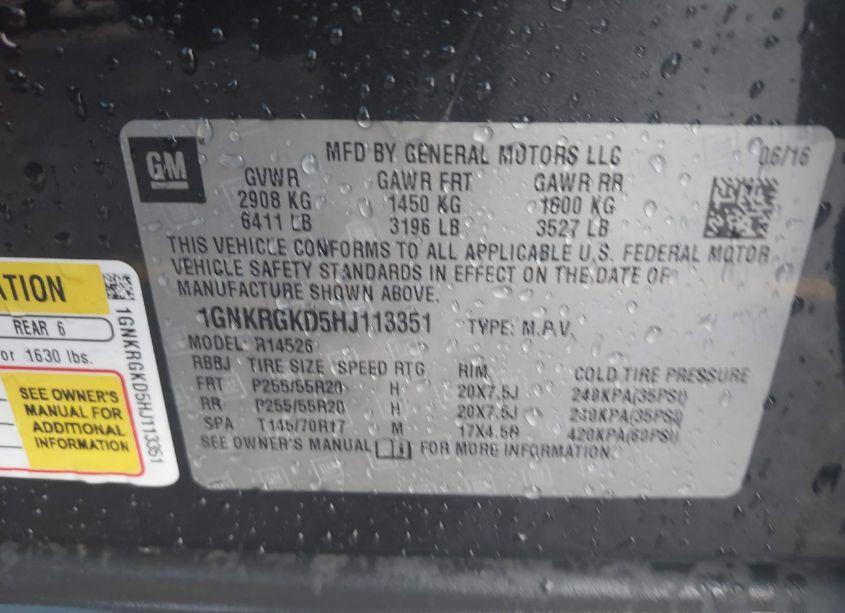 GM
MFD BY GENERAL MOTORS LLC 06/16
GVWR GAWR FRT GAWR RR
2908 KG 1450 KG 1600 KG
6411 LB 3196 LB 3527 LB
THIS VEHICLE CONFORMS TO ALL APPLICABLE U.S. FEDERAL MOTOR
VEHICLE SAFETY STANDARDS IN EFFECT ON THE DATE OF
MANUFACTURE SHOWN ABOVE.
1GNKRGKD5HJ113351 TYPE: M.P.V.
MODEL: R14526
RBBJ TIRE SIZE SPEED RTG RIM COLD TIRE PRESSURE
FRT P255/55R20 H 20X7.5J 240KPA(35PSI)
RR P255/55R20 H 20X7.5J 240KPA(35PSI)
SPA T145/70R17 M 17X4.5B 420KPA(60PSI)
SEE OWNER'S MANUAL FOR MORE INFORMATION.
ATION
REAR 6
or 1630 lbs.
SEE OWNER'S
MANUAL FOR
ADDITIONAL
INFORMATION
1GNKRGKD5HJ113351